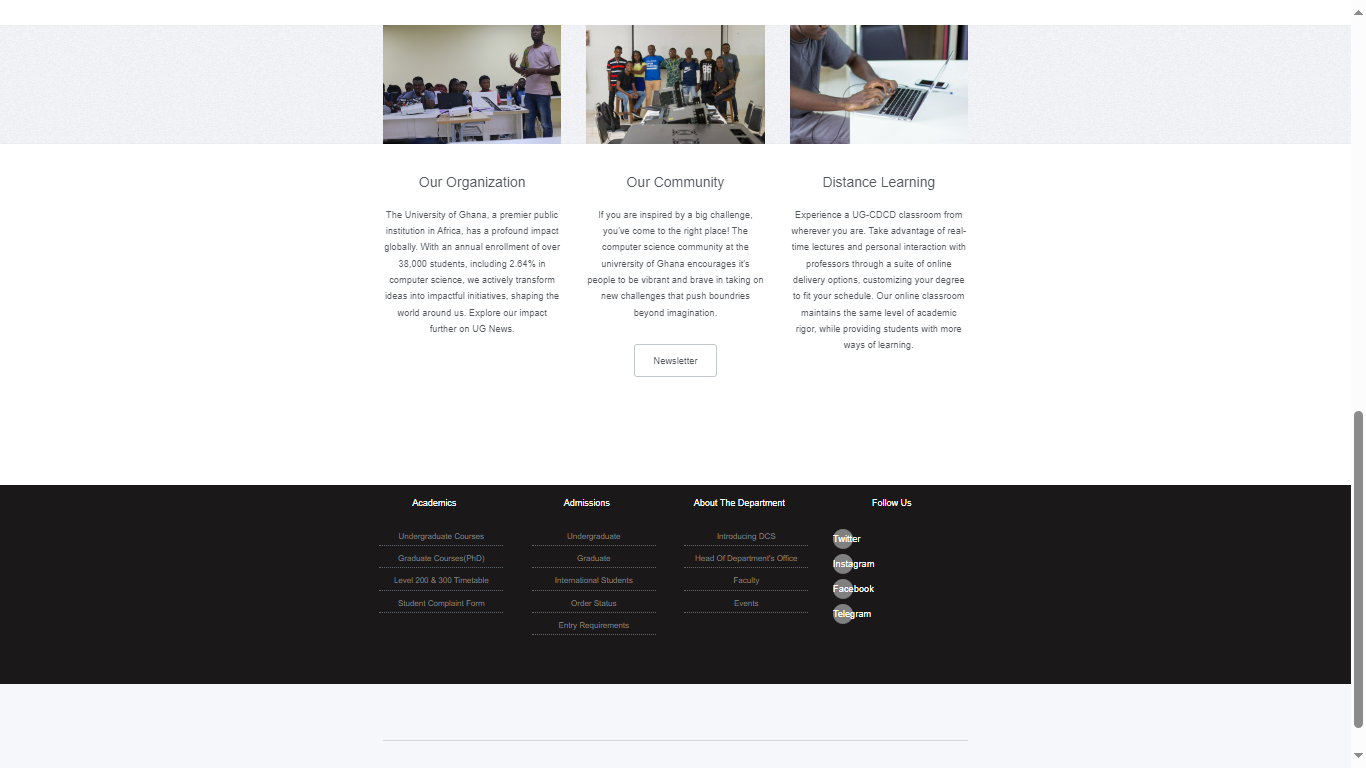 Our Organization
The University of Ghana, a premier public
institution in Africa, has a profound impact
globally. With an annual enrollment of over
38,000 students, including 2.64% in
computer science, we actively transform
ideas into impactful initiatives, shaping the
world around us. Explore our impact
further on UG News.
Our Community
If you are inspired by a big challenge,
you've come to the right place! The
computer science community at the
unviversity of Ghana encourages it's
people to be vibrant and brave in taking on
new challenges that push boundries
beyond imagination.
Newsletter
Distance Learning
Experience a UG-CDCD classroom from
wherever you are. Take advantage of real-
time lectures and personal interaction with
professors through a suite of online
delivery options, customizing your degree
to fit your schedule. Our online classroom
maintains the same level of academic
rigor, while providing students with more
ways of learning.
Academics
Undergraduate Courses
Graduate Courses(PhD)
Level 200 & 300 Timetable
Student Complaint Form
Admissions
Undergraduate
Graduate
International Students
Order Status
Entry Requirements
About The Department
Introducing DCS
Head Of Department's Office
Faculty
Events
Follow Us
Twitter
Instagram
Facebook
Telegram